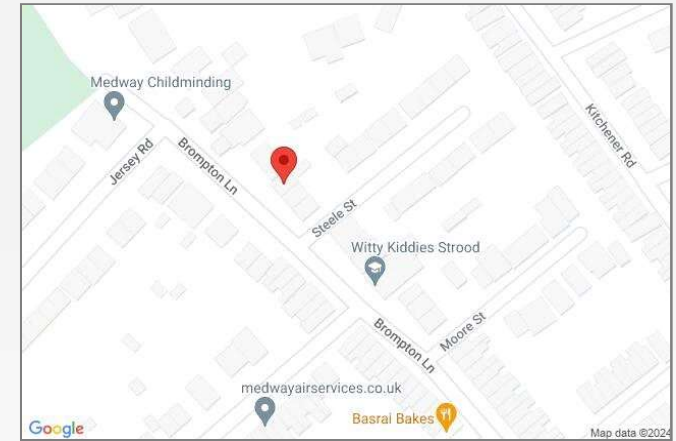 Medway Childminding
Jersey Rd
Brompton Ln
Kitchener Rd
Steele St
Witty Kiddies Strood
Moore St
Brompton Ln
medwayairservices.co.uk
Basrai Bakes
Google
Map data ©2024